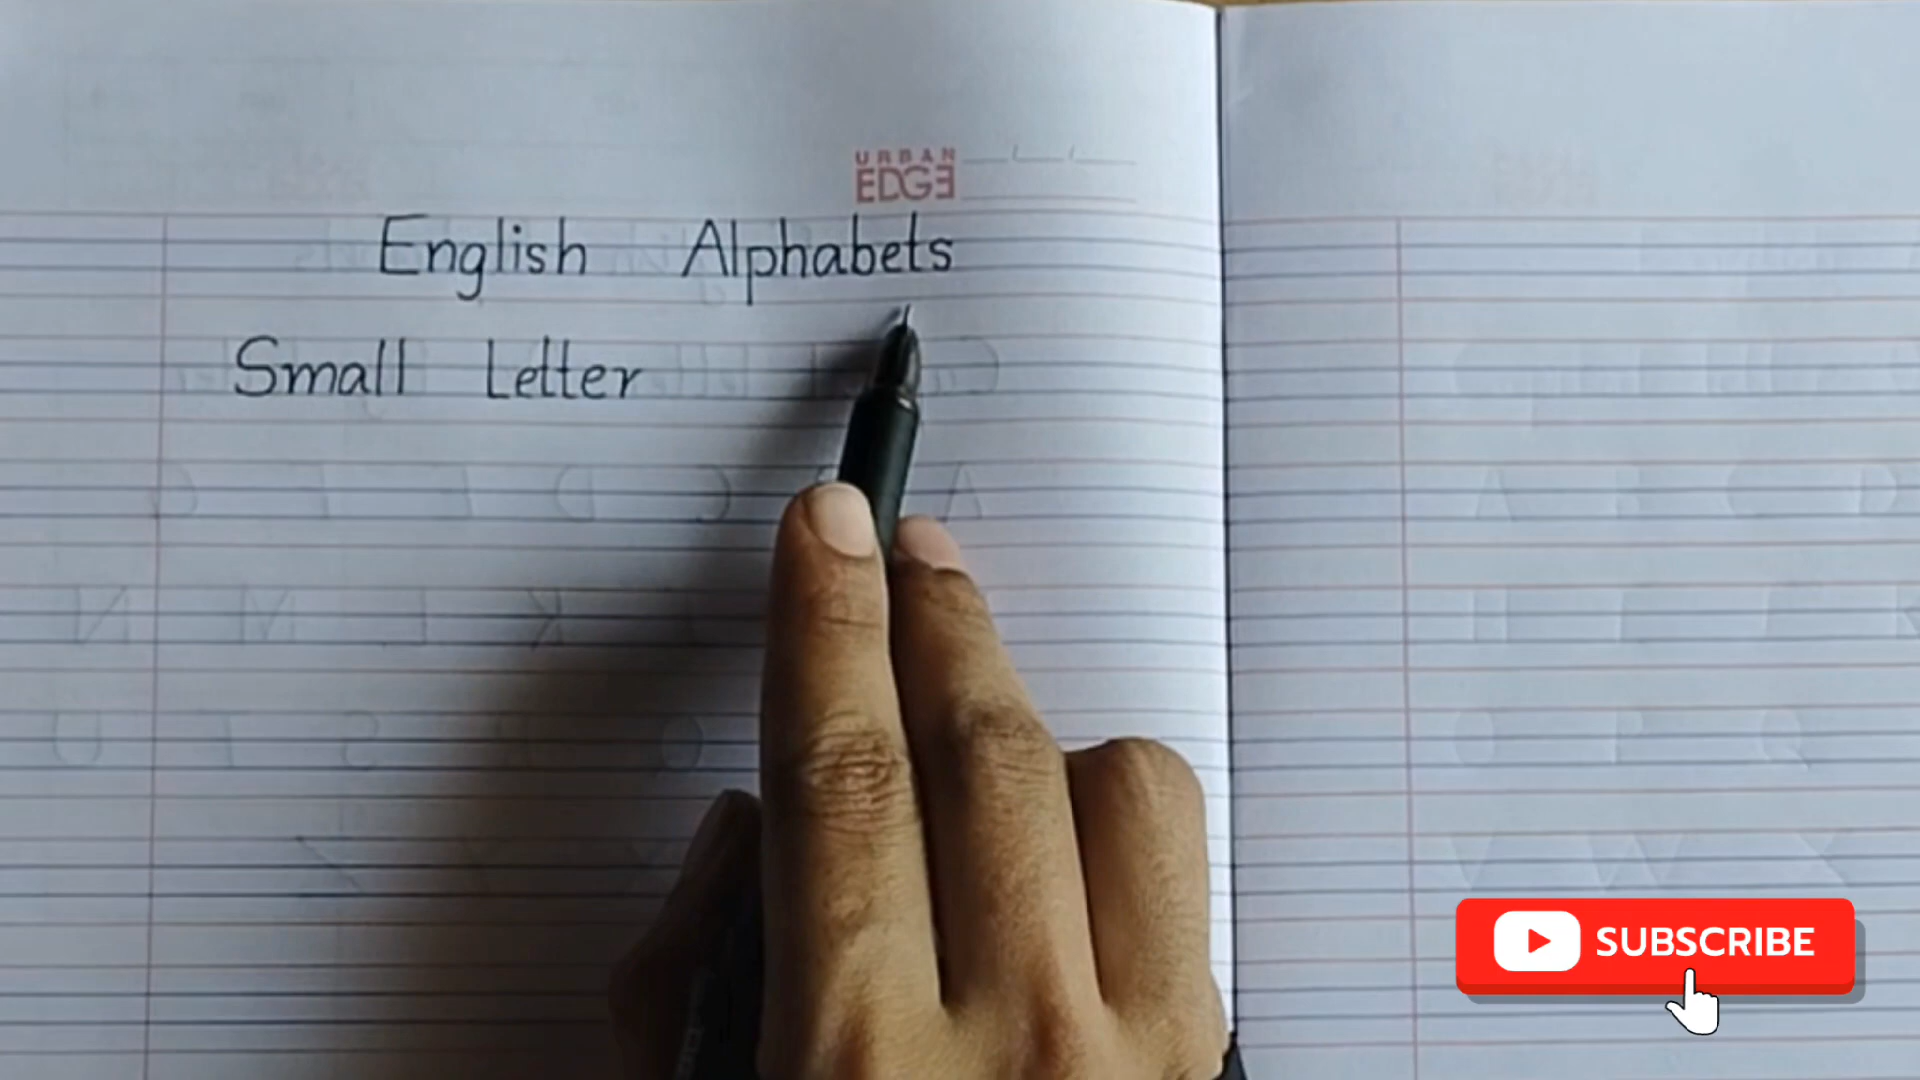 URBAN
EDGE
English Alphabets
Small Letter
SUBSCRIBE